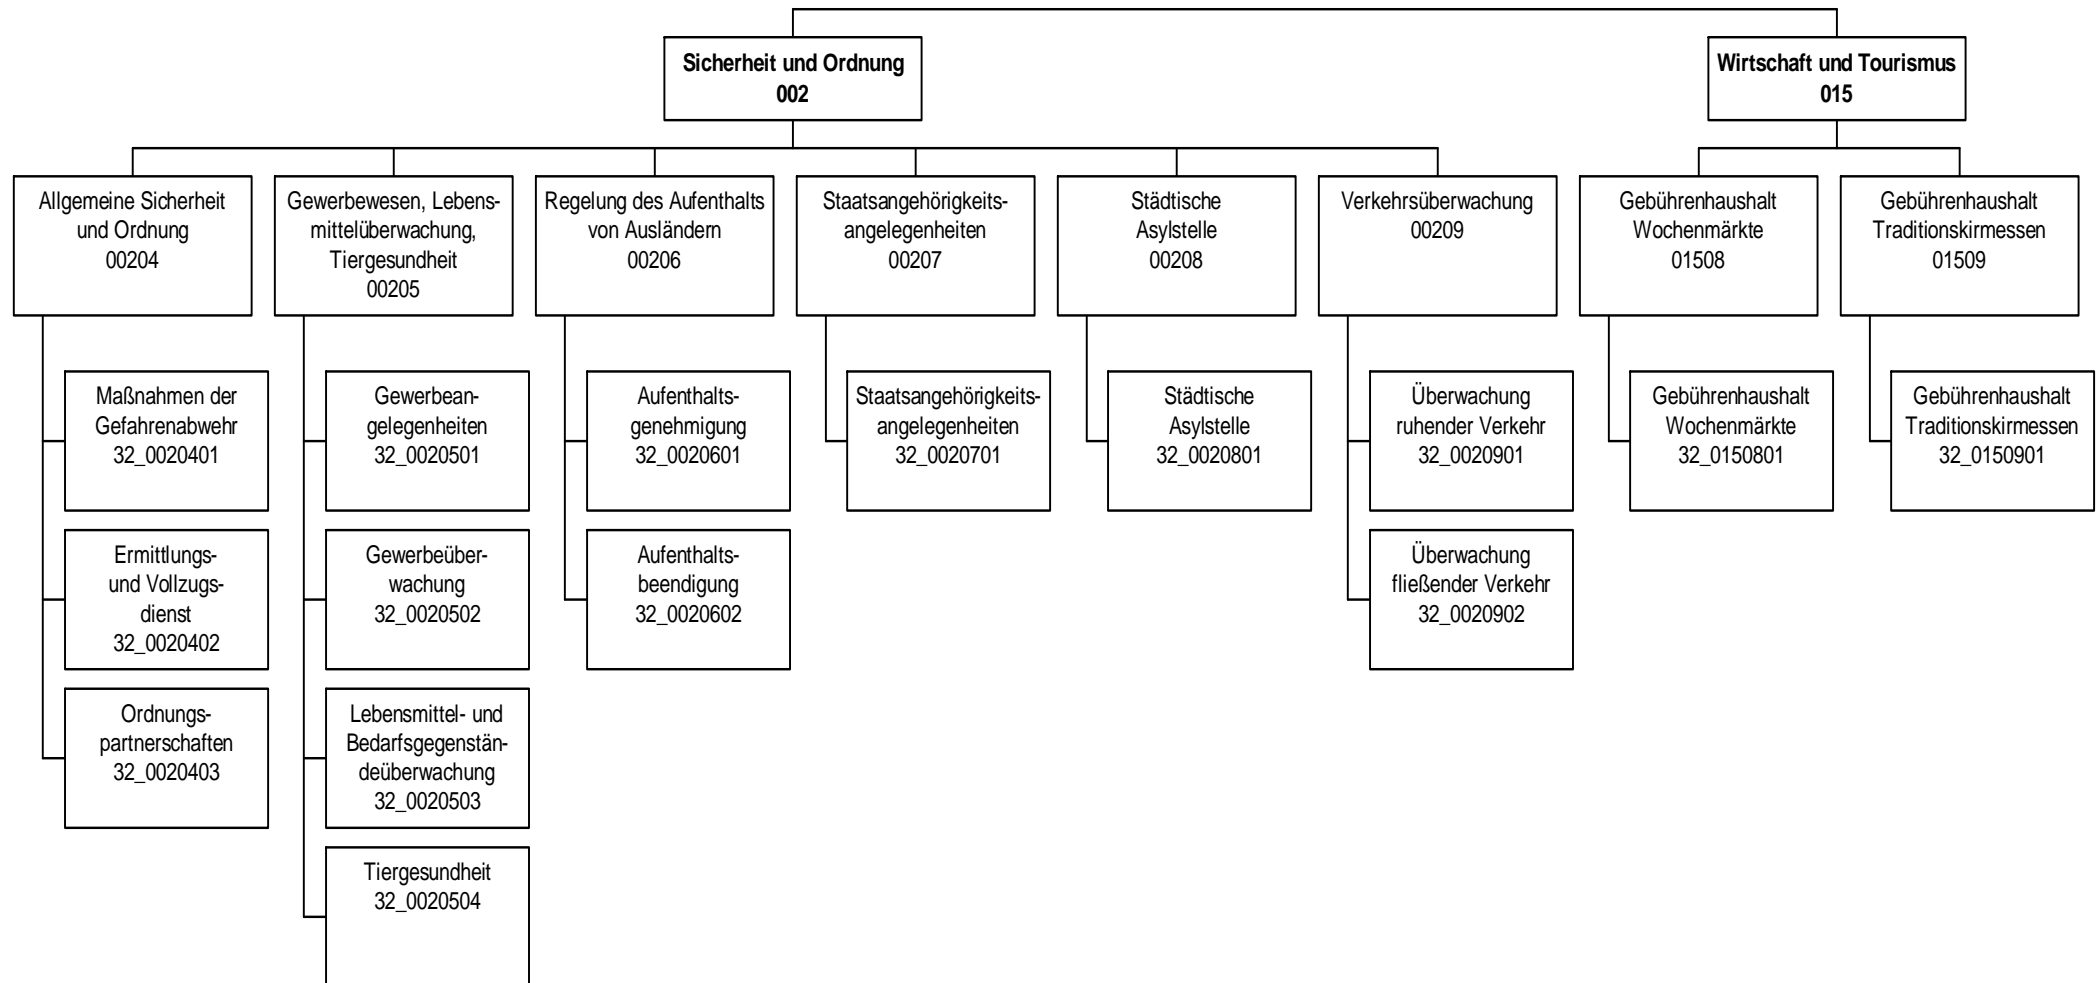 Sicherheit und Ordnung
002
Wirtschaft und Tourismus
015
Allgemeine Sicherheit
und Ordnung
00204
Gewerbewesen, Lebens-
mittelüberwachung,
Tiergesundheit
00205
Regelung des Aufenthalts
von Ausländern
00206
Staatsangehörigkeits-
angelegenheiten
00207
Städtische
Asylstelle
00208
Verkehrsüberwachung
00209
Gebührenhaushalt
Wochenmärkte
01508
Gebührenhaushalt
Traditionskirmessen
01509
Maßnahmen der
Gefahrenabwehr
32_0020401
Gewerbean-
gelegenheiten
32_0020501
Aufenthalts-
genehmigung
32_0020601
Staatsangehörigkeits-
angelegenheiten
32_0020701
Städtische
Asylstelle
32_0020801
Überwachung
ruhender Verkehr
32_0020901
Gebührenhaushalt
Wochenmärkte
32_0150801
Gebührenhaushalt
Traditionskirmessen
32_0150901
Ermittlungs-
und Vollzugs-
dienst
32_0020402
Gewerbeüber-
wachung
32_0020502
Aufenthalts-
beendigung
32_0020602
Überwachung
fließender Verkehr
32_0020902
Ordnungs-
partnerschaften
32_0020403
Lebensmittel- und
Bedarfsgegenstän-
deüberwachung
32_0020503
Tiergesundheit
32_0020504